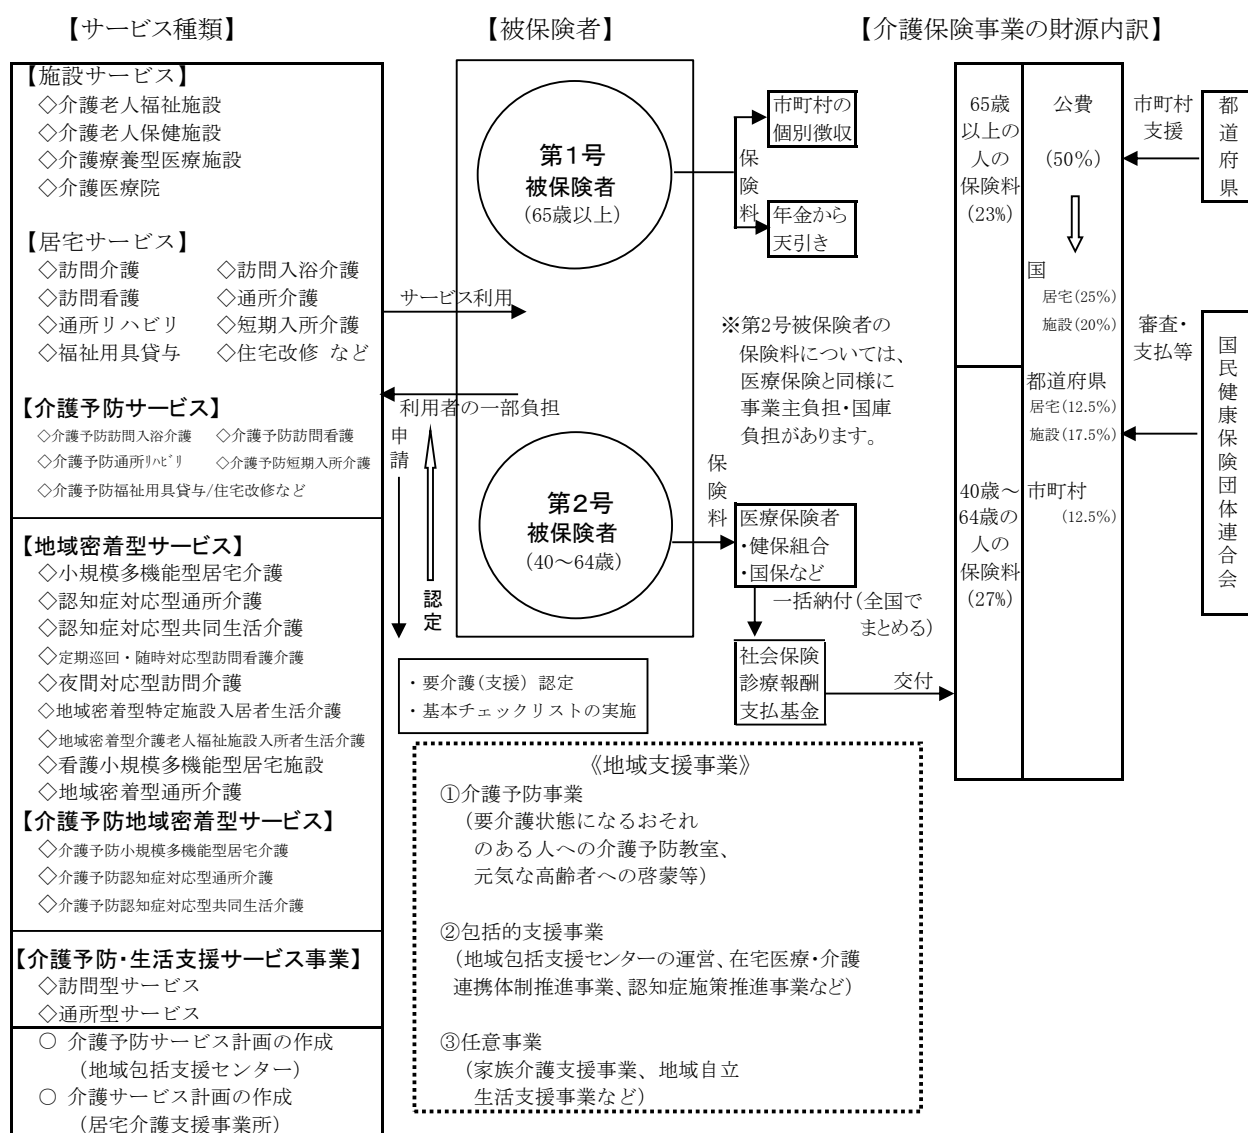 【サービス種類】
【施設サービス】
◇介護老人福祉施設
◇介護老人保健施設
◇介護療養型医療施設
◇介護医療院
【居宅サービス】
◇訪問介護 ◇訪問入浴介護
◇訪問看護 ◇通所介護
◇通所リハビリ ◇短期入所介護
◇福祉用具貸与 ◇住宅改修 など
【介護予防サービス】
◇介護予防訪問入浴介護 ◇介護予防訪問看護
◇介護予防通所ﾘﾊﾋﾞﾘ ◇介護予防短期入所介護
◇介護予防福祉用具貸与/住宅改修など
【地域密着型サービス】
◇小規模多機能型居宅介護
◇認知症対応型通所介護
◇認知症対応型共同生活介護
◇定期巡回・随時対応型訪問看護介護
◇夜間対応型訪問介護
◇地域密着型特定施設入居者生活介護
◇地域密着型介護老人福祉施設入所者生活介護
◇看護小規模多機能型居宅施設
◇地域密着型通所介護
【介護予防地域密着型サービス】
◇介護予防小規模多機能型居宅介護
◇介護予防認知症対応型通所介護
◇介護予防認知症対応型共同生活介護
【介護予防・生活支援サービス事業】
◇訪問型サービス
◇通所型サービス
○ 介護予防サービス計画の作成
(地域包括支援センター)
○ 介護サービス計画の作成
(居宅介護支援事業所)
【被保険者】
第1号
被保険者
(65歳以上)
サービス利用
利用者の一部負担
申請
認定
第2号
被保険者
(40～64歳)
・要介護(支援) 認定
・基本チェックリストの実施
保険料
市町村の
個別徴収
年金から
天引き
※第2号被保険者の
保険料については、
医療保険と同様に
事業主負担・国庫
負担があります。
保険料
医療保険者
・健保組合
・国保など
一括納付(全国で
まとめる)
社会保険
診療報酬
支払基金
交付
《地域支援事業》
①介護予防事業
(要介護状態になるおそれ
のある人への介護予防教室、
元気な高齢者への啓蒙等)
②包括的支援事業
(地域包括支援センターの運営、在宅医療・介護
連携体制推進事業、認知症施策推進事業など)
③任意事業
(家族介護支援事業、地域自立
生活支援事業など)
【介護保険事業の財源内訳】
65歳
以上の
人の
保険料
(23%)
40歳～
64歳の
人の
保険料
(27%)
公費
(50%)
国
居宅(25%)
施設(20%)
都道府県
居宅(12.5%)
施設(17.5%)
市町村
(12.5%)
市町村
支援
都道府県
審査・
支払等
国民健康保険団体連合会